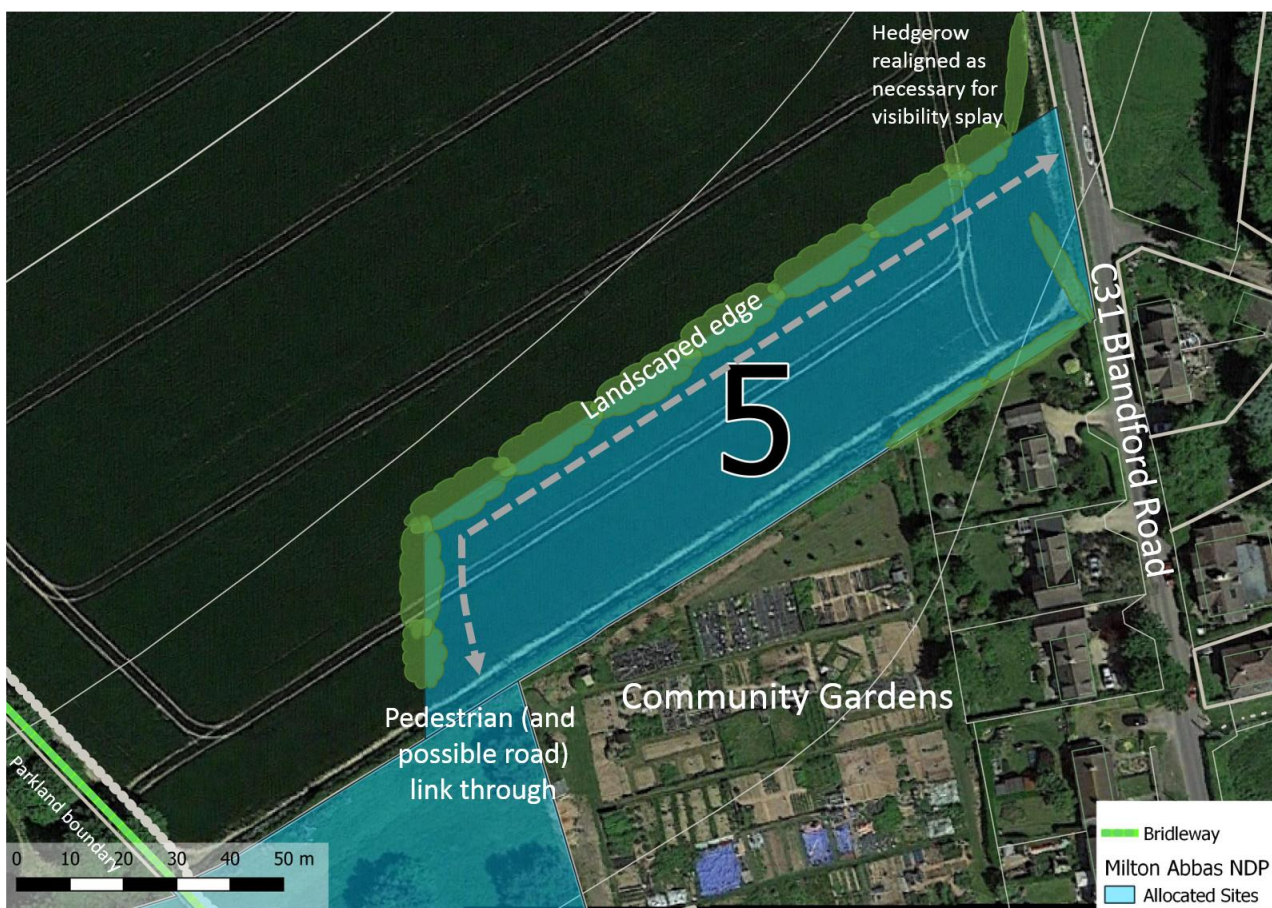 Hedgerow
realigned as
necessary for
visibility splay
C31 Blandford Road
Landscaped edge
5
Community Gardens
Pedestrian (and
possible road)
link through
Parkland boundary
0 10 20 30 40 50 m
Bridleway
Milton Abbas NDP
Allocated Sites